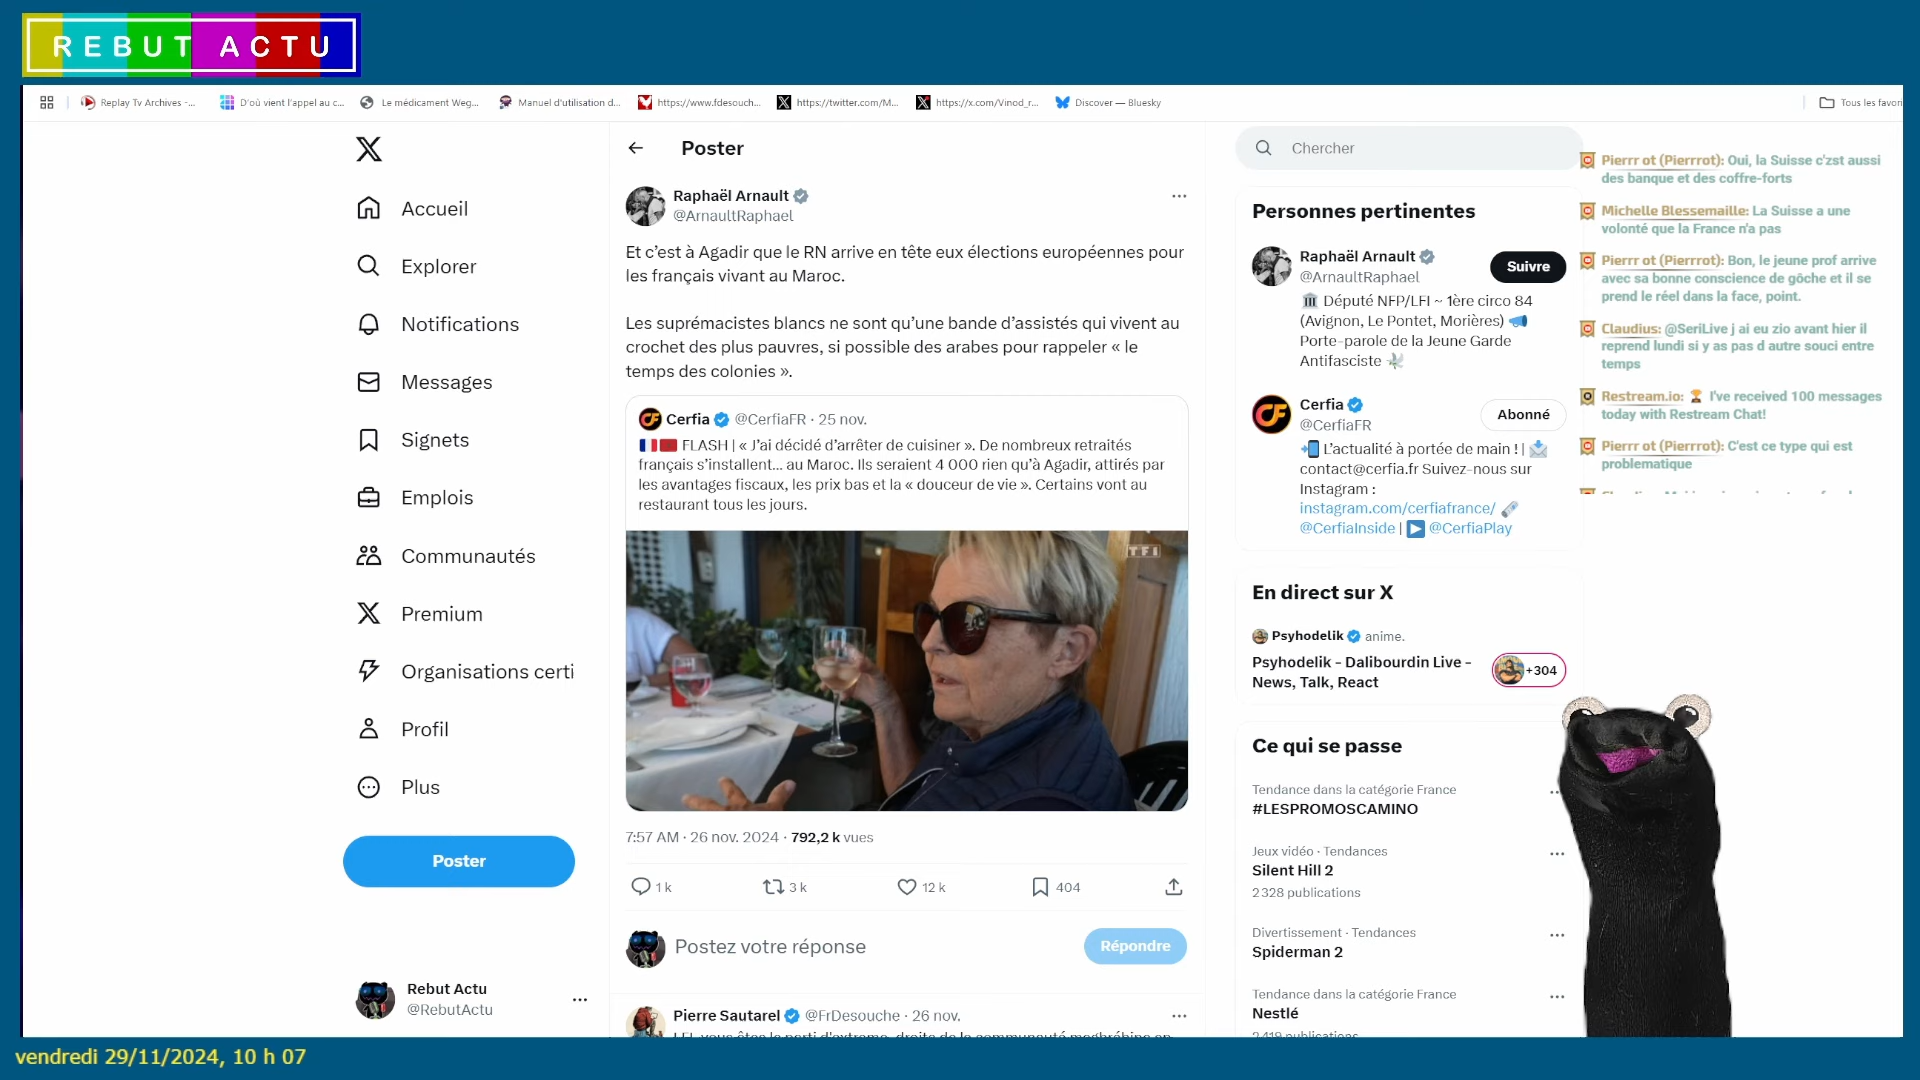 REBUT ACTU
Replay Tv Archives -...
D'où vient l'appel au c...
Le médicament Weg...
Manuel d'utilisation d...
https://www.fdesouch...
https://twitter.com/M...
https://x.com/Vinod_r...
Discover — Bluesky
Tous les favor
Accueil
Explorer
Notifications
Messages
Signets
Emplois
Communautés
Premium
Organisations certi
Profil
Plus
Poster
Rebut Actu
@RebutActu
Poster
Raphaël Arnault
@ArnaultRaphael
Et c’est à Agadir que le RN arrive en tête eux élections européennes pour
les français vivant au Maroc.
Les suprémacistes blancs ne sont qu’une bande d’assistés qui vivent au
crochet des plus pauvres, si possible des arabes pour rappeler « le
temps des colonies ».
Cerfia @CerfiaFR · 25 nov.
🇫🇷🇲🇦 FLASH | « J’ai décidé d’arrêter de cuisiner ». De nombreux retraités
français s’installent... au Maroc. Ils seraient 4 000 rien qu’à Agadir, attirés par
les avantages fiscaux, les prix bas et la « douceur de vie ». Certains vont au
restaurant tous les jours.
TF1
7:57 AM · 26 nov. 2024 · 792,2 k vues
1 k
3 k
12 k
404
Postez votre réponse
Répondre
Pierre Sautarel @FrDesouche · 26 nov.
Chercher
Personnes pertinentes
Raphaël Arnault
@ArnaultRaphael
Suivre
🏛️ Député NFP/LFI ~ 1ère circo 84
(Avignon, Le Pontet, Morières) 📣
Porte-parole de la Jeune Garde
Antifasciste 🕊️
Cerfia
@CerfiaFR
Abonné
📲 L’actualité à portée de main ! | 📩
contact@cerfia.fr Suivez-nous sur
Instagram :
instagram.com/cerfiafrance/ 🗞️
@CerfiaInside | ▶️ @CerfiaPlay
En direct sur X
Psyhodelik anime.
Psyhodelik - Dalibourdin Live -
News, Talk, React
+304
Ce qui se passe
Tendance dans la catégorie France
#LESPROMOSCAMINO
Jeux vidéo · Tendances
Silent Hill 2
2 328 publications
Divertissement · Tendances
Spiderman 2
Tendance dans la catégorie France
Nestlé
Pierrr ot (Pierrrot): Oui, la Suisse c'zst aussi
des banque et des coffre-forts
Michelle Blessemaille: La Suisse a une
volonté que la France n'a pas
Pierrr ot (Pierrrot): Bon, le jeune prof arrive
avec sa bonne conscience de gôche et il se
prend le réel dans la face, point.
Claudius: @SeriLive j ai eu zio avant hier il
reprend lundi si y as pas d autre souci entre
temps
Restream.io: 🏆 I've received 100 messages
today with Restream Chat!
Pierrr ot (Pierrrot): C'est ce type qui est
problematique
vendredi 29/11/2024, 10 h 07